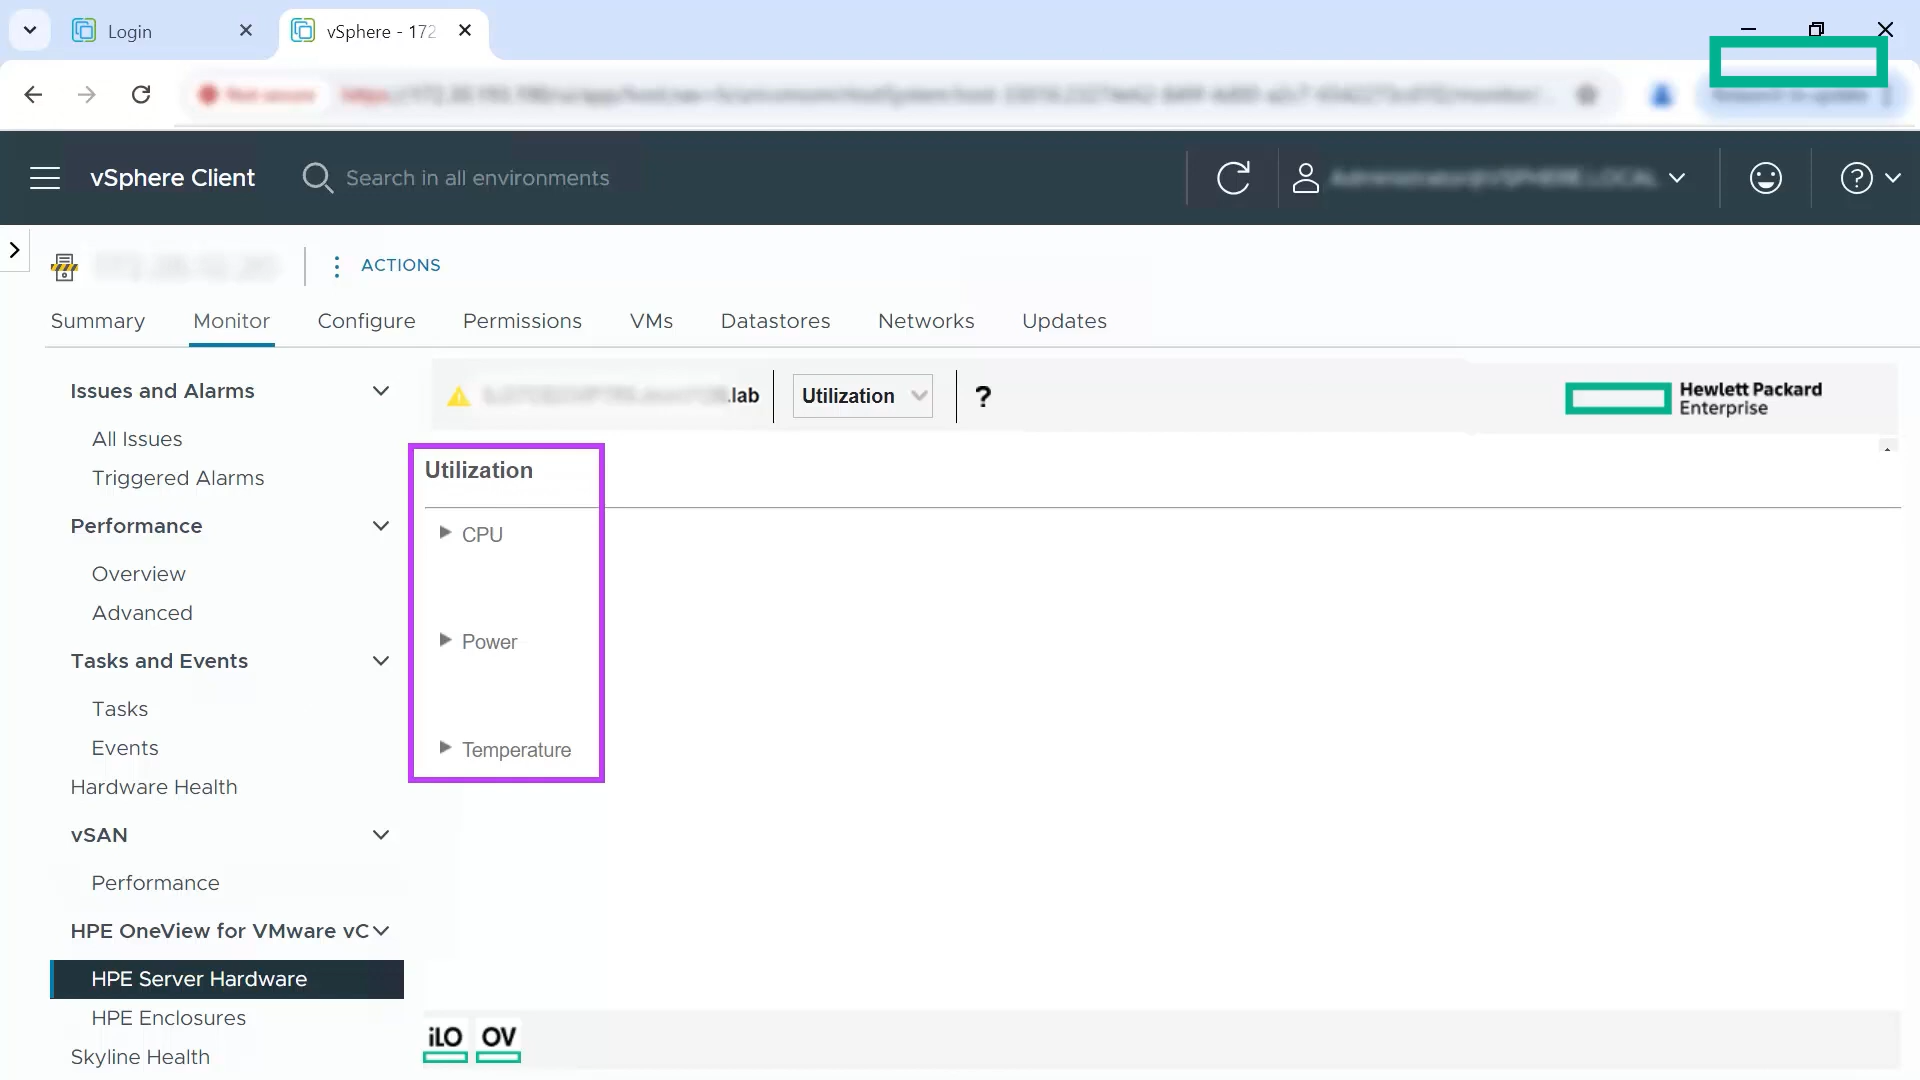 Login
vSphere - 172
vSphere Client
Search in all environments
ACTIONS
Summary Monitor Configure Permissions VMs Datastores Networks Updates
Issues and Alarms
All Issues
Triggered Alarms
Performance
Overview
Advanced
Tasks and Events
Tasks
Events
Hardware Health
vSAN
Performance
HPE OneView for VMware vC
HPE Server Hardware
HPE Enclosures
Skyline Health
.lab
Utilization
?
Hewlett Packard
Enterprise
Utilization
CPU
Power
Temperature
iLO OV